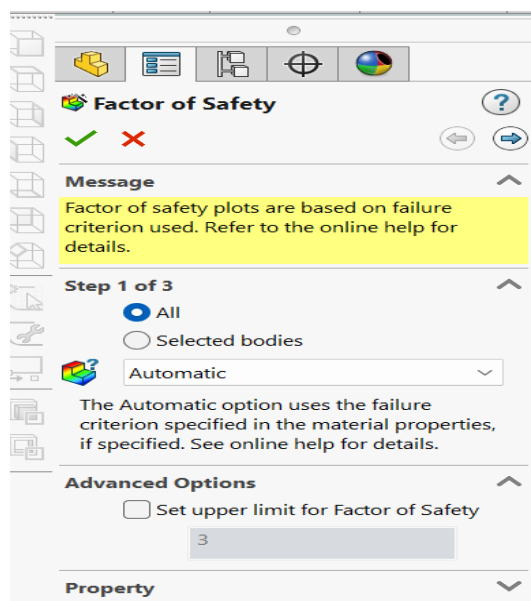 Factor of Safety
?
Message
Factor of safety plots are based on failure
criterion used. Refer to the online help for
details.
Step 1 of 3
All
Selected bodies
?
Automatic
The Automatic option uses the failure
criterion specified in the material properties,
if specified. See online help for details.
Advanced Options
Set upper limit for Factor of Safety
3
Property